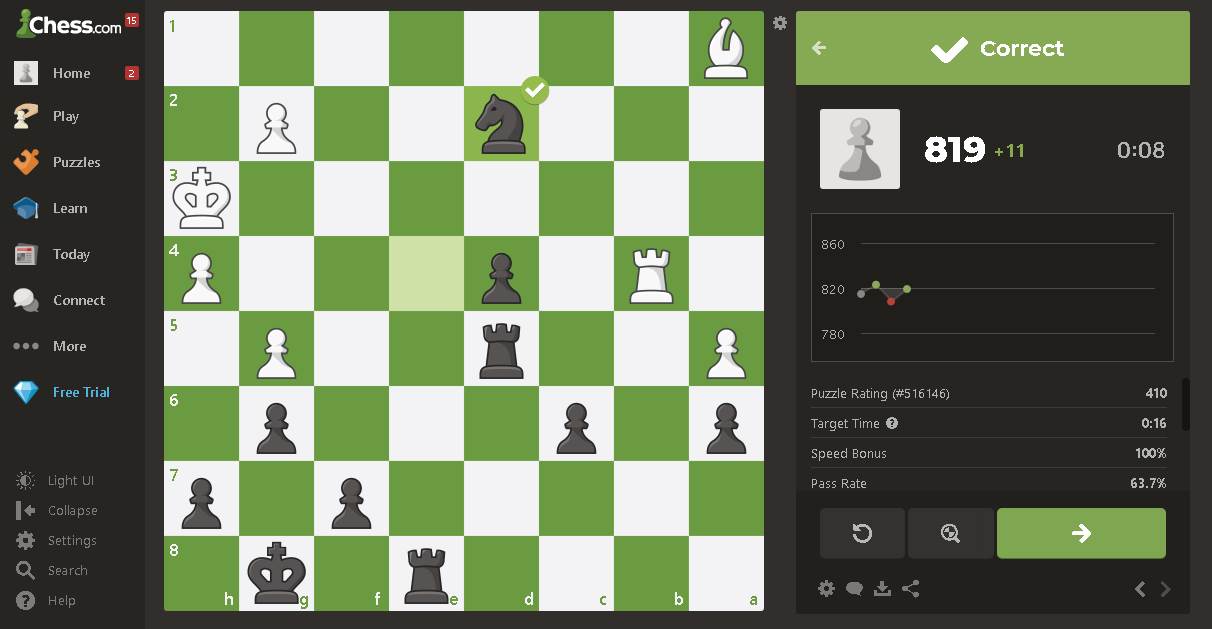 Chess.com 15
Home 2
Play
Puzzles
Learn
Today
Connect
More
Free Trial
Light UI
Collapse
Settings
Search
Help
1
2
3
4
5
6
7
8
h g f e d c b a
Correct
819 +11 0:08
860
820
780
Puzzle Rating (#516146) 410
Target Time ? 0:16
Speed Bonus 100%
Pass Rate 63.7%